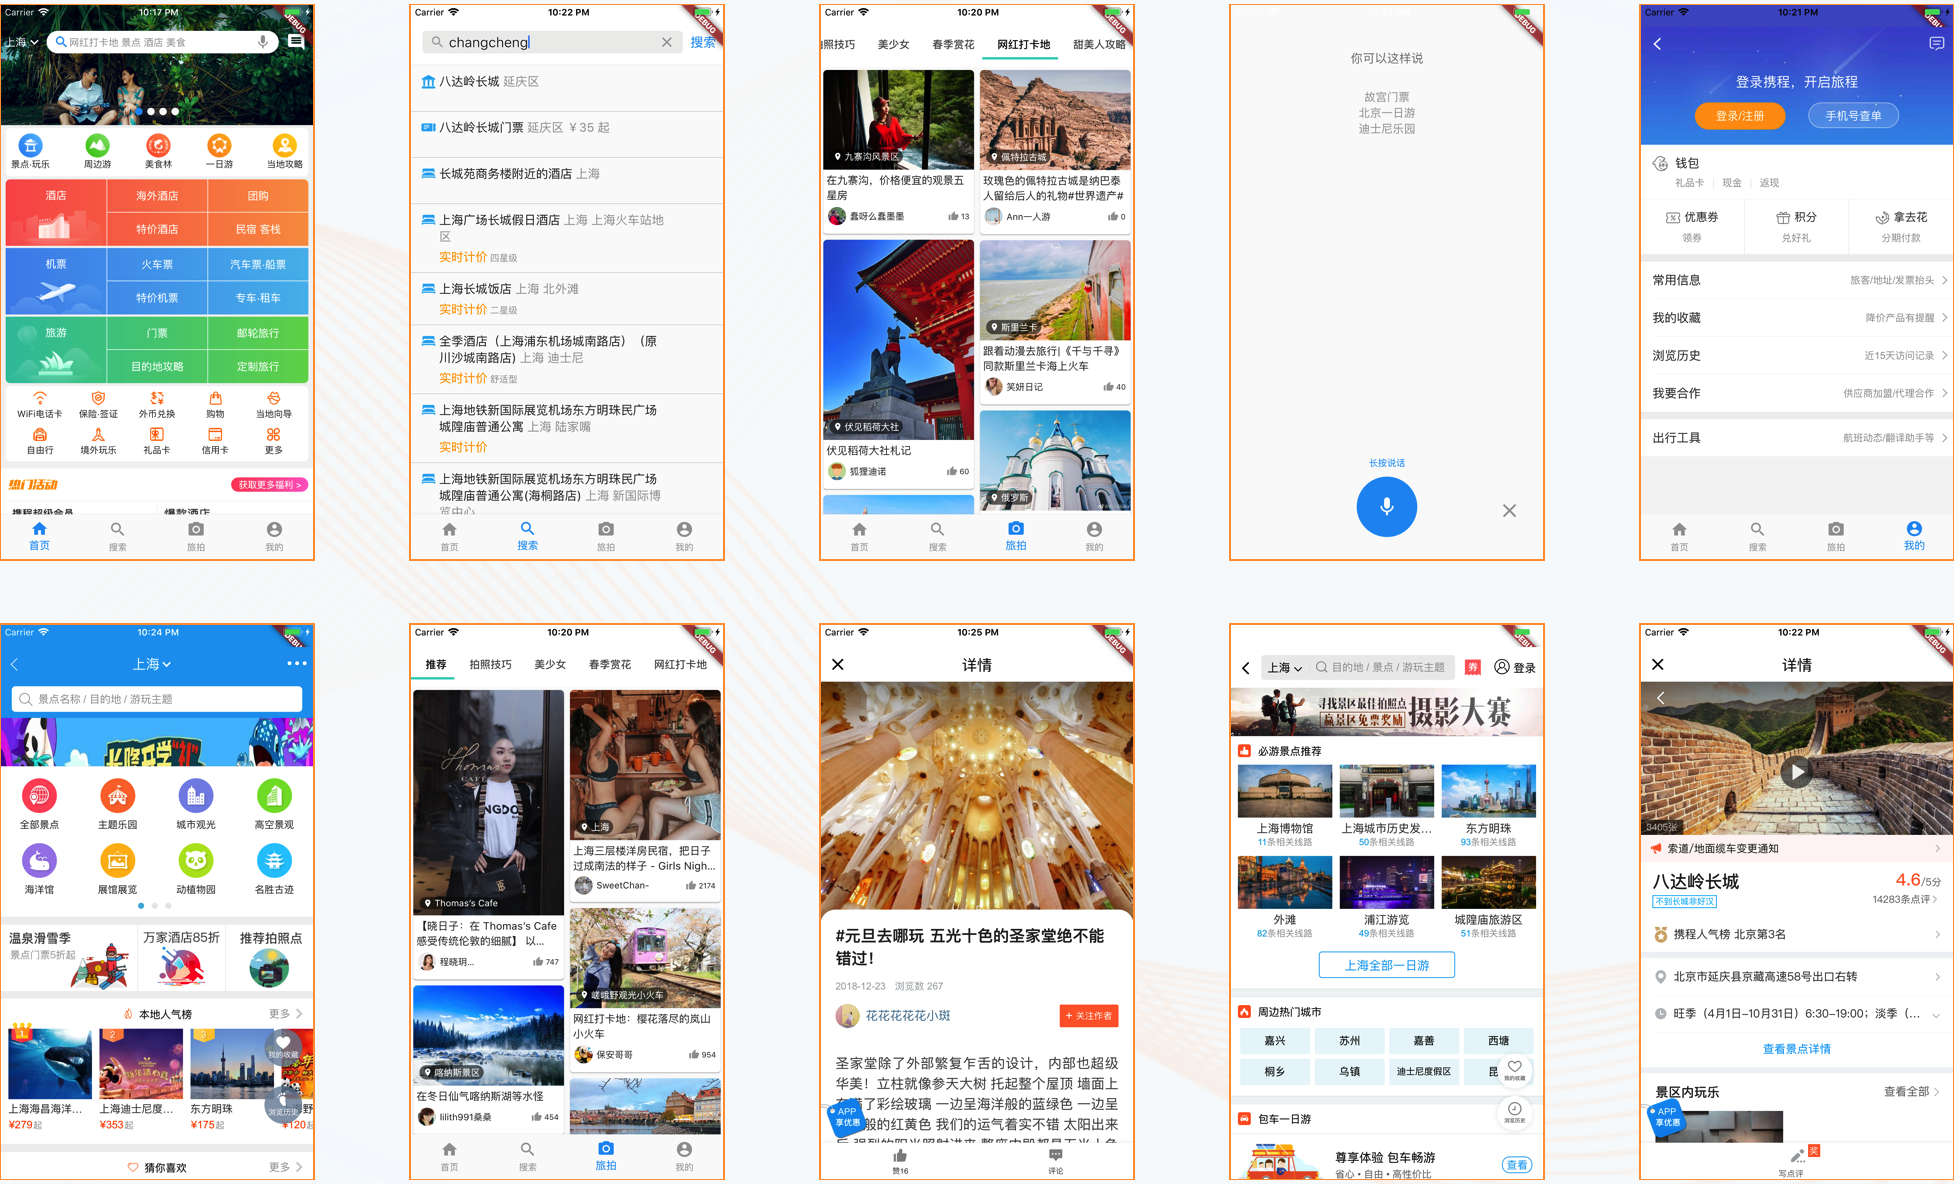 Carrier
10:17 PM
DEBUG
上海
网红打卡地 景点 酒店 美食
景点·玩乐
周边游
美食林
一日游
当地攻略
酒店
海外酒店
团购
特价酒店
民宿 客栈
机票
火车票
汽车票·船票
特价机票
专车·租车
旅游
门票
邮轮旅行
目的地攻略
定制旅行
WiFi电话卡
保险·签证
外币兑换
购物
当地向导
自由行
境外玩乐
礼品卡
信用卡
更多
热门活动
获取更多福利 >
携程超级会员
爆款酒店
首页
搜索
旅拍
我的
Carrier
10:22 PM
DEBUG
changcheng
搜索
八达岭长城 延庆区
八达岭长城门票 延庆区 ¥35 起
长城苑商务楼附近的酒店 上海
上海广场长城假日酒店 上海 上海火车站地
区
实时计价 四星级
上海长城饭店 上海 北外滩
实时计价 二星级
全季酒店（上海浦东机场城南路店）（原
川沙城南路店) 上海 迪士尼
实时计价 舒适型
上海地铁新国际展览机场东方明珠民广场
城隍庙普通公寓 上海 陆家嘴
实时计价
上海地铁新国际展览机场东方明珠民广场
城隍庙普通公寓(海桐路店) 上海 新国际博
览中心
首页
搜索
旅拍
我的
Carrier
10:20 PM
DEBUG
拍照技巧
美少女
春季赏花
网红打卡地
甜美人攻略
九寨沟风景区
在九寨沟，价格便宜的观景五
星房
蠢呀么蠢墨墨
13
佩特拉古城
玫瑰色的佩特拉古城是纳巴泰
人留给后人的礼物#世界遗产#
Ann一人游
0
伏见稻荷大社
伏见稻荷大社札记
狐狸迪诺
60
斯里兰卡
跟着动漫去旅行|《千与千寻》
同款斯里兰卡海上火车
笑妍日记
40
俄罗斯
首页
搜索
旅拍
我的
DEBUG
你可以这样说
故宫门票
北京一日游
迪士尼乐园
长按说话
Carrier
10:21 PM
DEBUG
登录携程，开启旅程
登录/注册
手机号查单
钱包
礼品卡
现金
返现
优惠券
领券
积分
兑好礼
拿去花
分期付款
常用信息
旅客/地址/发票抬头
我的收藏
降价产品有提醒
浏览历史
近15天访问记录
我要合作
供应商加盟/代理合作
出行工具
航班动态/翻译助手等
首页
搜索
旅拍
我的
Carrier
10:24 PM
DEBUG
上海
景点名称 / 目的地 / 游玩主题
全部景点
主题乐园
城市观光
高空景观
海洋馆
展馆展览
动植物园
名胜古迹
温泉滑雪季
景点门票5折起
万家酒店85折
推荐拍照点
本地人气榜
更多
1
2
3
我的收藏
浏览历史
上海海昌海洋...
¥279起
上海迪士尼度...
¥353起
东方明珠
¥175起
¥120起
猜你喜欢
更多
Carrier
10:20 PM
DEBUG
推荐
拍照技巧
美少女
春季赏花
网红打卡地
Thomas's
CAFÉ
Thomas's Cafe
【晓日子：在 Thomas's Cafe
感受传统伦敦的细腻】 以...
程晓玥...
747
上海
上海三层楼洋房民宿，把日子
过成南法的样子 - Girls Nigh...
SweetChan-
2174
喀纳斯景区
在冬日仙气喀纳斯湖等水怪
lilith991桑桑
454
嵯峨野观光小火车
网红打卡地：樱花落尽的岚山
小火车
保安哥哥
954
首页
搜索
旅拍
我的
Carrier
10:25 PM
DEBUG
详情
#元旦去哪玩 五光十色的圣家堂绝不能
错过！
2018-12-23 浏览数 267
花花花花花小斑
+ 关注作者
圣家堂除了外部繁复乍舌的设计，内部也超级
华美！立柱就像参天大树 托起整个屋顶 墙面上
了彩绘玻璃 一边呈海洋般的蓝绿色 一边呈
般的红黄色 我们的运气着实不错 太阳出来
APP
享优惠
赞16
评论
DEBUG
上海
目的地 / 景点 / 游玩主题
券
登录
寻找景区最佳拍照点
赢景区免票奖励
摄影大赛
必游景点推荐
上海博物馆
11条相关线路
上海城市历史发...
50条相关线路
东方明珠
93条相关线路
外滩
82条相关线路
浦江游览
49条相关线路
城隍庙旅游区
51条相关线路
上海全部一日游
周边热门城市
嘉兴
苏州
嘉善
西塘
桐乡
乌镇
迪士尼度假区
昆
我的收藏
浏览历史
包车一日游
尊享体验 包车畅游
省心 • 自由 • 高性价比
查看
Carrier
10:22 PM
DEBUG
详情
3405张
索道/地面缆车变更通知
八达岭长城
4.6/5分
不到长城非好汉
14283条点评
携程人气榜 北京第3名
北京市延庆县京藏高速58号出口右转
旺季（4月1日-10月31日）6:30-19:00；淡季（...
查看景点详情
景区内玩乐
查看全部
APP
享优惠
奖
写点评